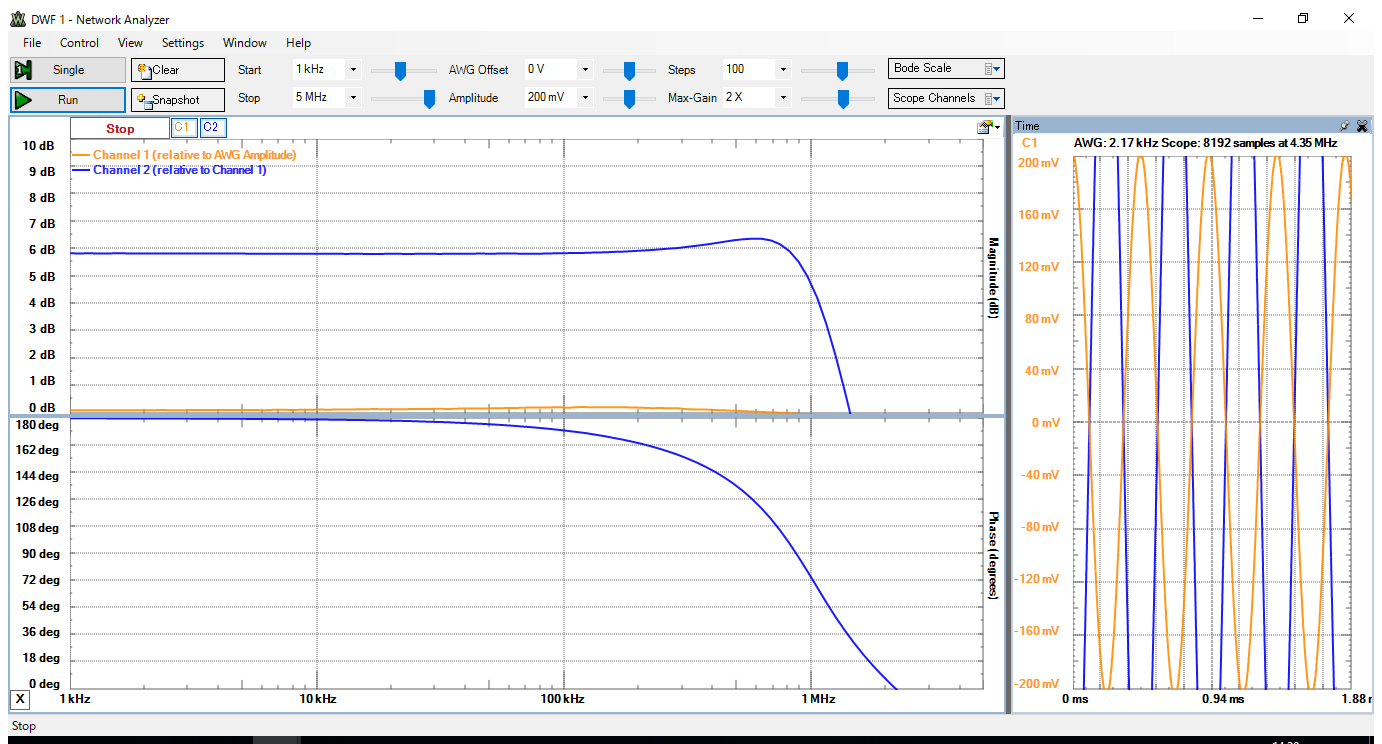 DWF 1 - Network Analyzer
File Control View Settings Window Help
Single Clear Start 1 kHz AWG Offset 0 V Steps 100 Bode Scale
Run Snapshot Stop 5 MHz Amplitude 200 mV Max-Gain 2 X Scope Channels
Stop C1 C2
Channel 1 (relative to AWG Amplitude)
Channel 2 (relative to Channel 1)
10 dB
9 dB
8 dB
7 dB
6 dB
5 dB
4 dB
3 dB
2 dB
1 dB
0 dB
Magnitude (dB)
180 deg
162 deg
144 deg
126 deg
108 deg
90 deg
72 deg
54 deg
36 deg
18 deg
0 deg
Phase (degrees)
X 1 kHz 10 kHz 100 kHz 1 MHz
Time
C1 AWG: 2.17 kHz Scope: 8192 samples at 4.35 MHz
200 mV
160 mV
120 mV
80 mV
40 mV
0 mV
-40 mV
-80 mV
-120 mV
-160 mV
-200 mV
0 ms 0.94 ms 1.88
Stop